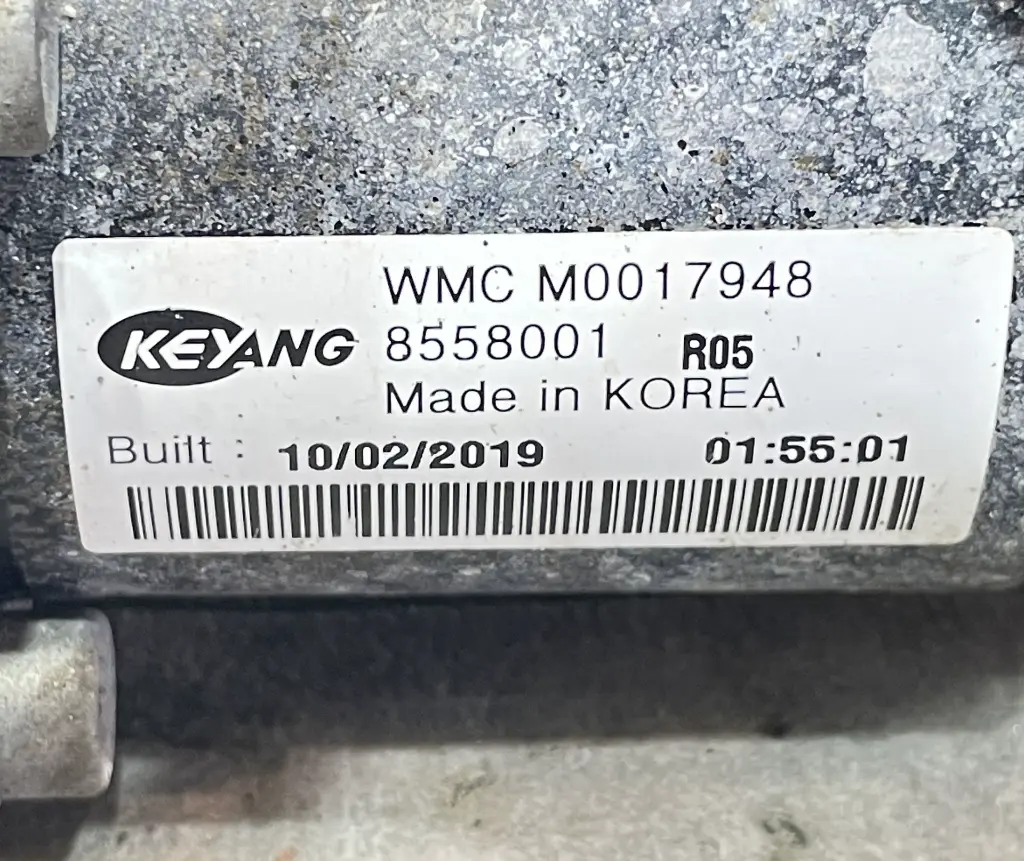 WMC M0017948
KEYANG 8558001 R05
Made in KOREA
Built : 10/02/2019 01:55:01